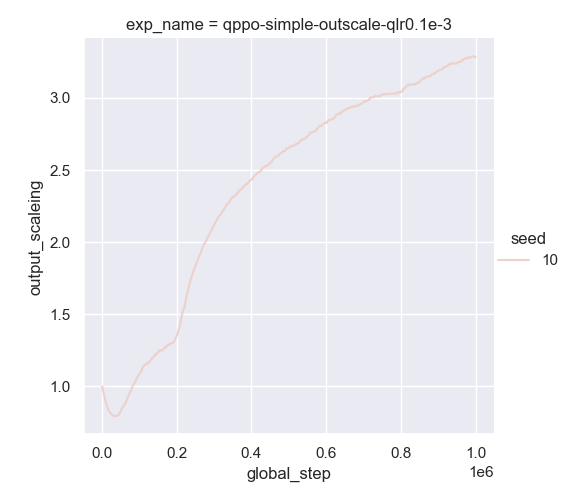 exp_name = qppo-simple-outscale-qlr0.1e-3
3.0
2.5
2.0
1.5
1.0
output_scaleing
0.0 0.2 0.4 0.6 0.8 1.0
1e6
global_step
seed
10